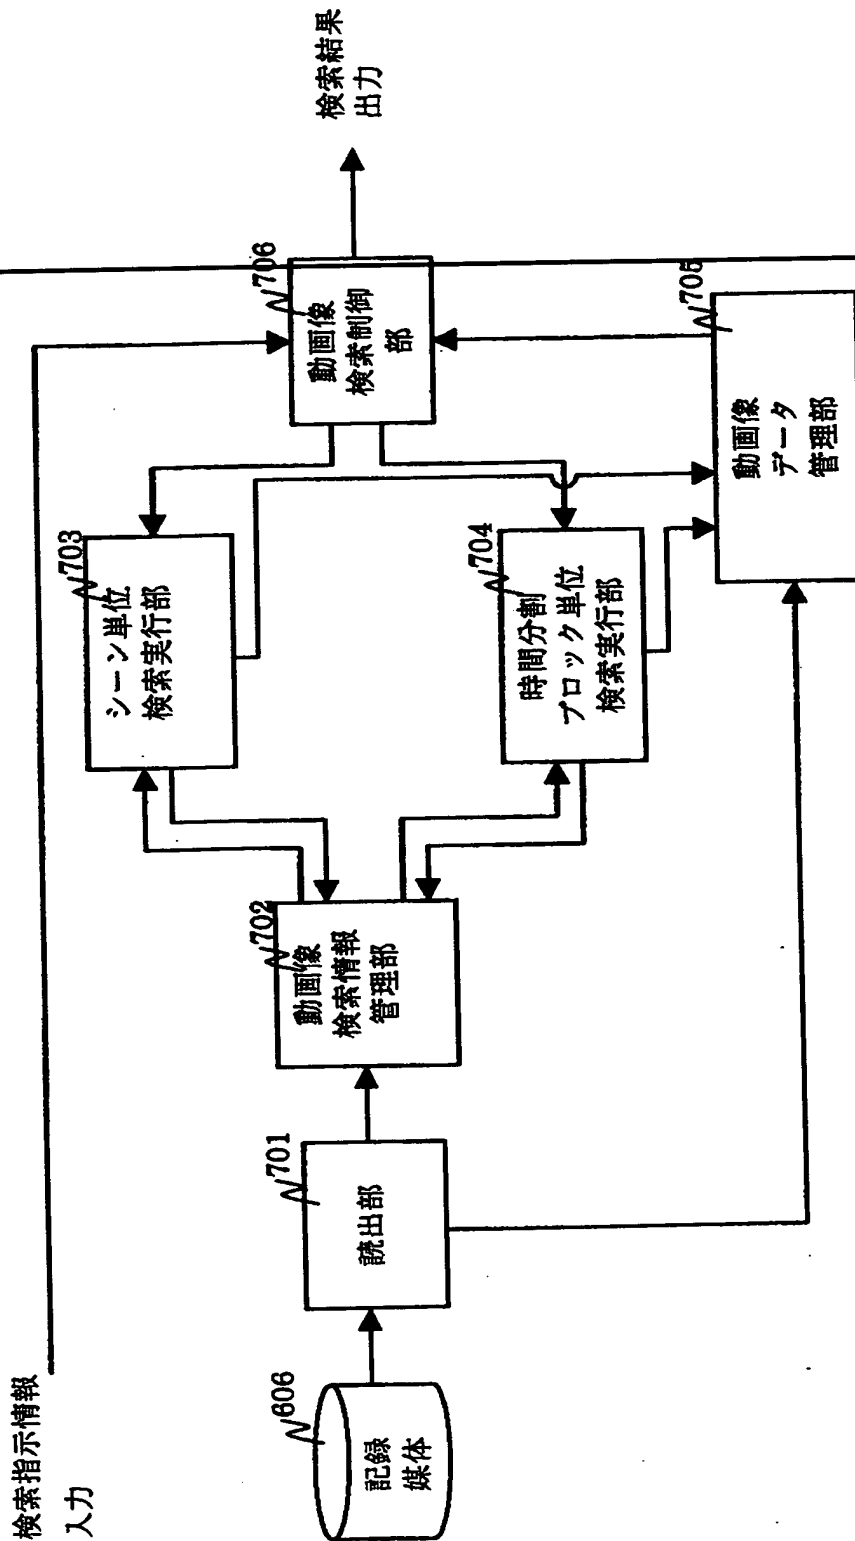 検索指示情報
入力
606
記録
媒体
701
読出部
702
動画像
検索情報
管理部
703
シーン単位
検索実行部
704
時間分割
ブロック単位
検索実行部
705
動画像
データ
管理部
706
動画像
検索制御
部
検索結果
出力